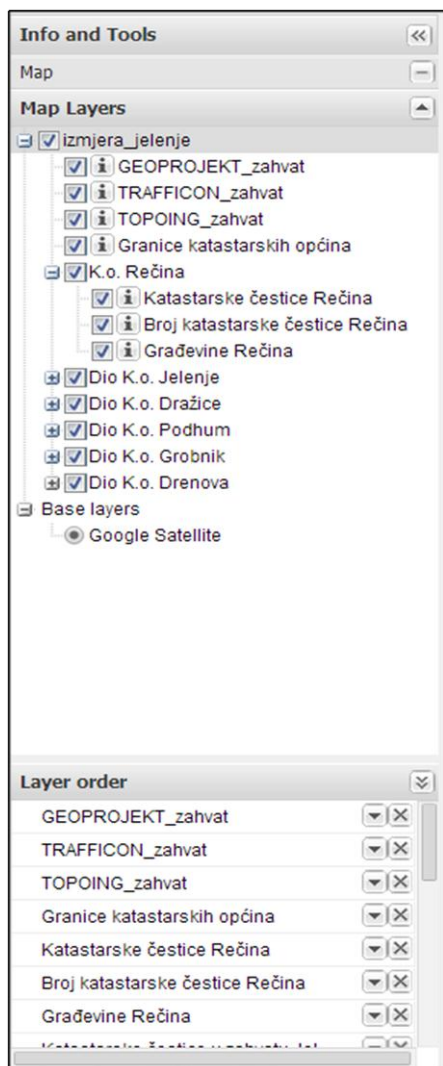 Info and Tools
Map
Map Layers
izmjera_jelenje
GEOPROJEKT_zahvat
TRAFFICON_zahvat
TOPOING_zahvat
Granice katastarskih općina
K.o. Rečina
Katastarske čestice Rečina
Broj katastarske čestice Rečina
Građevine Rečina
Dio K.o. Jelenje
Dio K.o. Dražice
Dio K.o. Podhum
Dio K.o. Grobnik
Dio K.o. Drenova
Base layers
Google Satellite
Layer order
GEOPROJEKT_zahvat
TRAFFICON_zahvat
TOPOING_zahvat
Granice katastarskih općina
Katastarske čestice Rečina
Broj katastarske čestice Rečina
Građevine Rečina